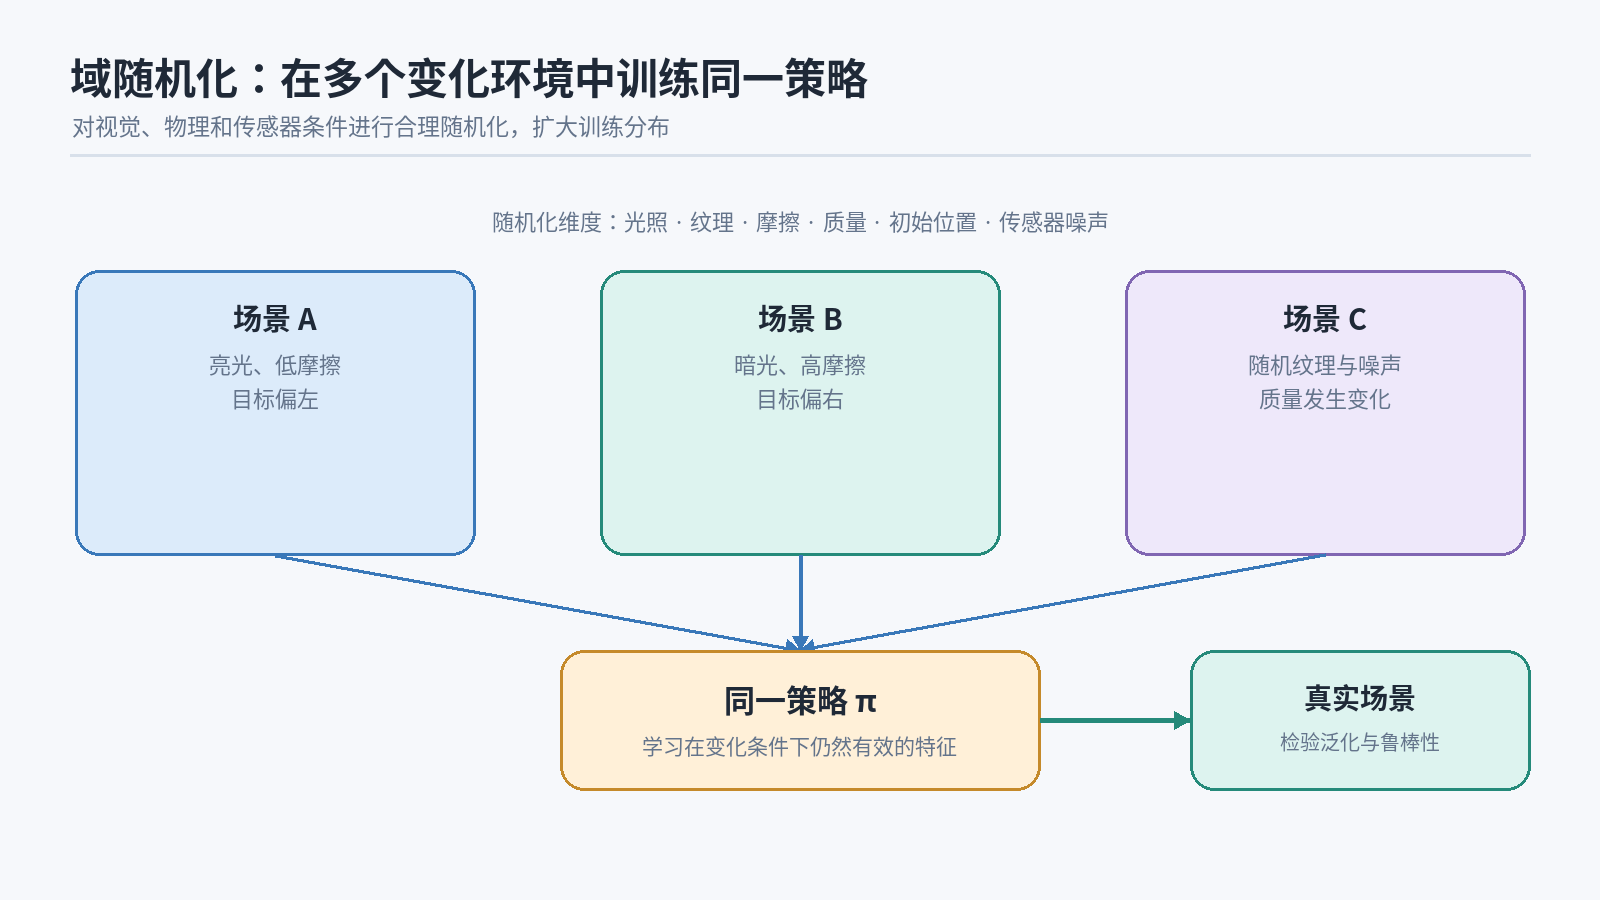 域随机化：在多个变化环境中训练同一策略
对视觉、物理和传感器条件进行合理随机化，扩大训练分布
随机化维度：光照 · 纹理 · 摩擦 · 质量 · 初始位置 · 传感器噪声
场景 A
亮光、低摩擦
目标偏左
场景 B
暗光、高摩擦
目标偏右
场景 C
随机纹理与噪声
质量发生变化
同一策略 π
学习在变化条件下仍然有效的特征
真实场景
检验泛化与鲁棒性